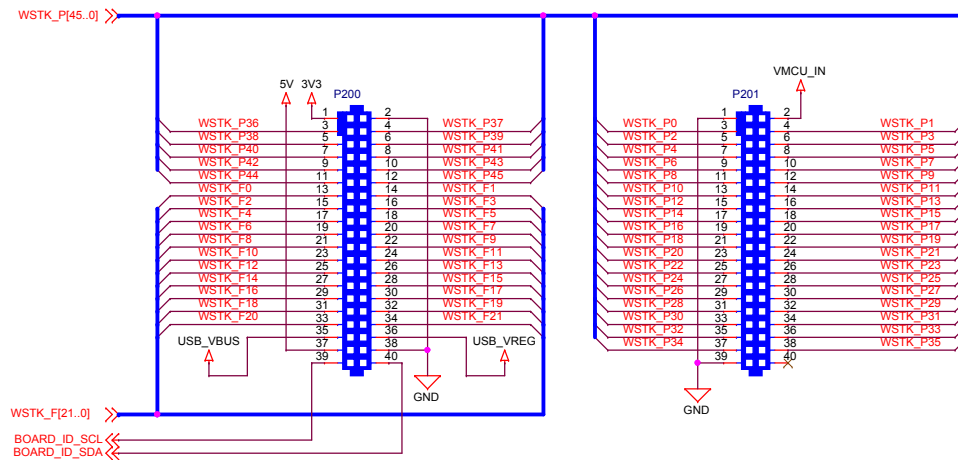 WSTK_P[45..0]
5V 3V3 P200 VMCU_IN P201
1 2 1 2
WSTK_P36 3 4 WSTK_P37 WSTK_P0 3 4 WSTK_P1
WSTK_P38 5 6 WSTK_P39 WSTK_P2 5 6 WSTK_P3
WSTK_P40 7 8 WSTK_P41 WSTK_P4 7 8 WSTK_P5
WSTK_P42 9 10 WSTK_P43 WSTK_P6 9 10 WSTK_P7
WSTK_P44 11 12 WSTK_P45 WSTK_P8 11 12 WSTK_P9
WSTK_F0 13 14 WSTK_F1 WSTK_P10 13 14 WSTK_P11
WSTK_F2 15 16 WSTK_F3 WSTK_P12 15 16 WSTK_P13
WSTK_F4 17 18 WSTK_F5 WSTK_P14 17 18 WSTK_P15
WSTK_F6 19 20 WSTK_F7 WSTK_P16 19 20 WSTK_P17
WSTK_F8 21 22 WSTK_F9 WSTK_P18 21 22 WSTK_P19
WSTK_F10 23 24 WSTK_F11 WSTK_P20 23 24 WSTK_P21
WSTK_F12 25 26 WSTK_F13 WSTK_P22 25 26 WSTK_P23
WSTK_F14 27 28 WSTK_F15 WSTK_P24 27 28 WSTK_P25
WSTK_F16 29 30 WSTK_F17 WSTK_P26 29 30 WSTK_P27
WSTK_F18 31 32 WSTK_F19 WSTK_P28 31 32 WSTK_P29
WSTK_F20 33 34 WSTK_F21 WSTK_P30 33 34 WSTK_P31
35 36 WSTK_P32 35 36 WSTK_P33
USB_VBUS 37 38 USB_VREG WSTK_P34 37 38 WSTK_P35
39 40 39 40
GND GND
WSTK_F[21..0]
BOARD_ID_SCL
BOARD_ID_SDA